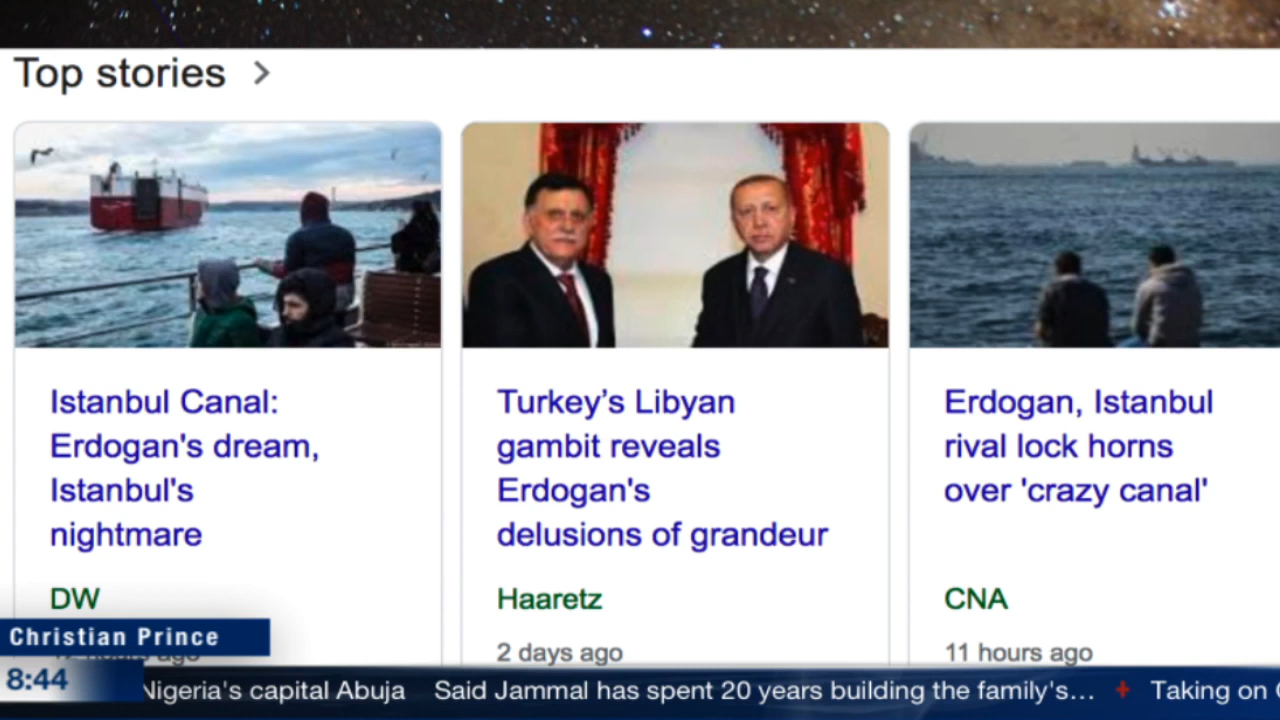 Top stories
Istanbul Canal:
Erdogan's dream,
Istanbul's
nightmare
DW
Turkey’s Libyan
gambit reveals
Erdogan's
delusions of grandeur
Haaretz
2 days ago
Erdogan, Istanbul
rival lock horns
over 'crazy canal'
CNA
11 hours ago
Christian Prince
8:44
Nigeria's capital Abuja Said Jammal has spent 20 years building the family's... Taking on